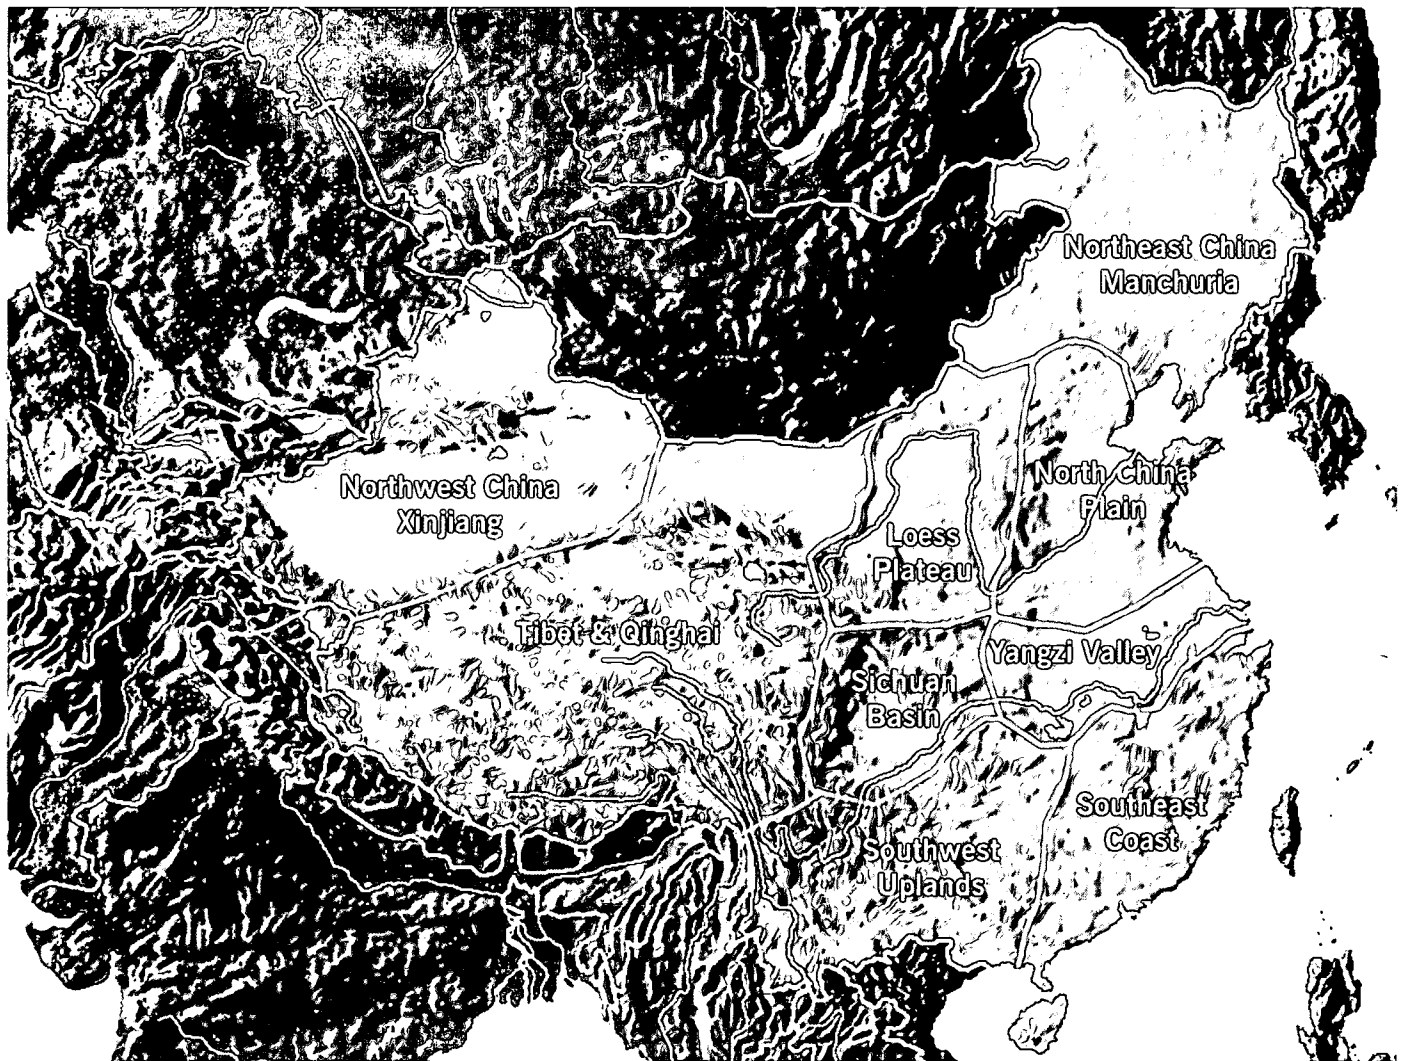 Northeast China
Manchuria
Northwest China
Xinjiang
North China
Plain
Loess
Plateau
Tibet & Qinghai
Yangzi Valley
Sichuan
Basin
Southeast
Coast
Southwest
Uplands